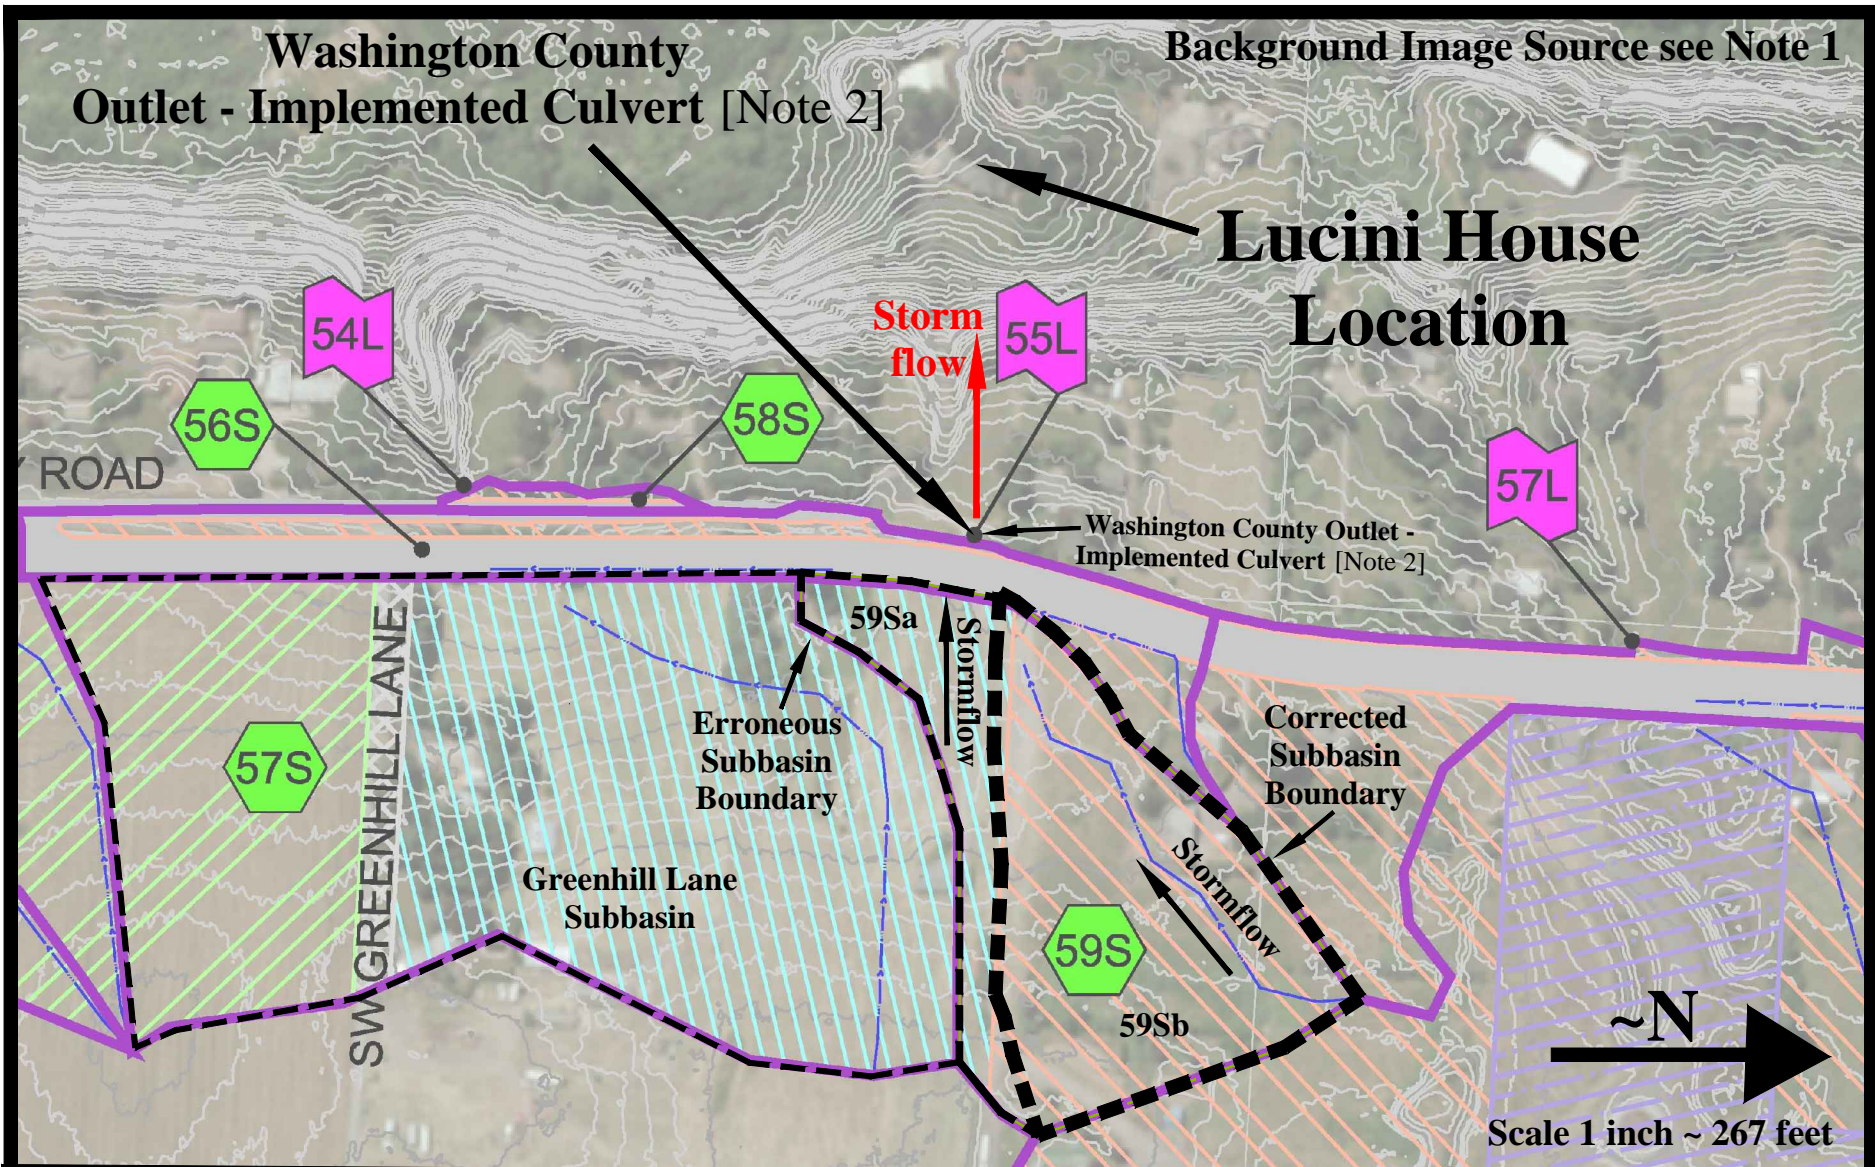 Washington County
Outlet - Implemented Culvert [Note 2]
Background Image Source see Note 1
Lucini House
Location
54L
Storm
flow
55L
56S
58S
57L
Y ROAD
Washington County Outlet -
Implemented Culvert [Note 2]
59Sa
Stormflow
Erroneous
Subbasin
Boundary
Corrected
Subbasin
Boundary
57S
SW GREENHILL LANE
Greenhill Lane
Subbasin
Stormflow
59S
59Sb
~N
Scale 1 inch ~ 267 feet